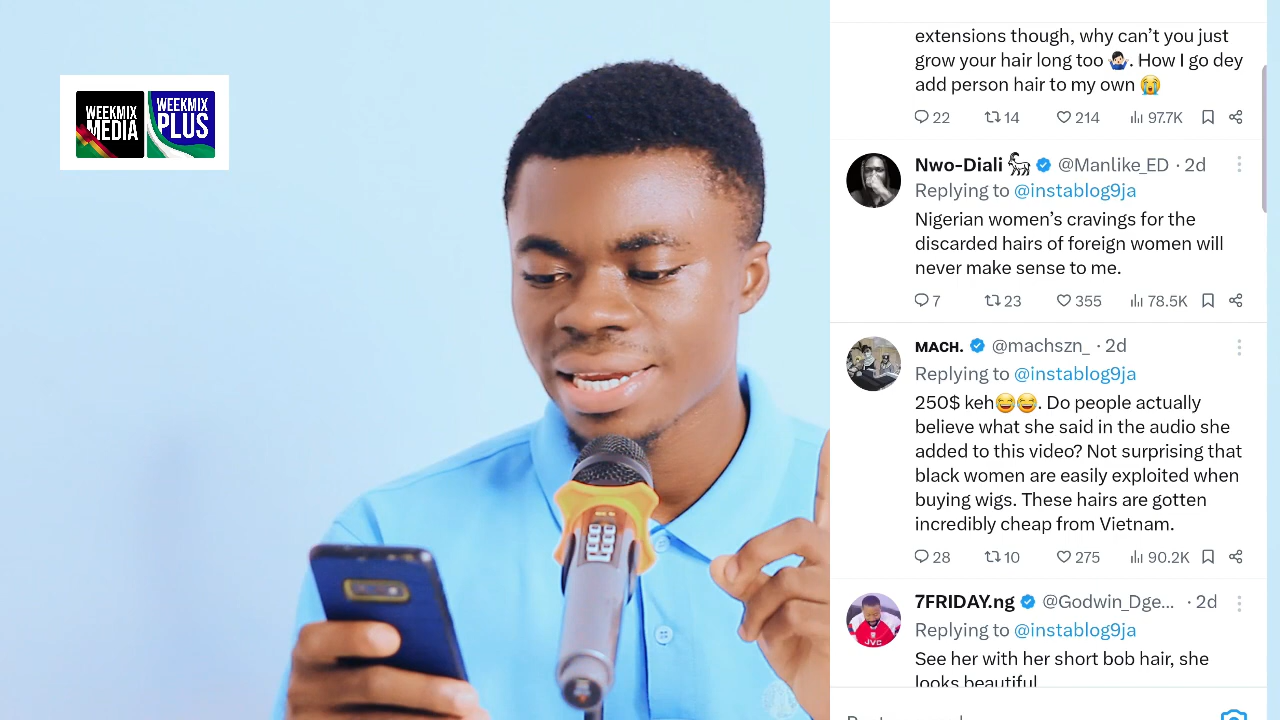 WEEKMIX
MEDIA
WEEKMIX
PLUS
extensions though, why can’t you just
grow your hair long too 🤷🏻‍♂️. How I go dey
add person hair to my own 😭
22 14 214 97.7K
Nwo-Diali 🐐 @Manlike_ED · 2d
Replying to @instablog9ja
Nigerian women’s cravings for the
discarded hairs of foreign women will
never make sense to me.
7 23 355 78.5K
MACH. @machszn_ · 2d
Replying to @instablog9ja
250$ keh😅😅. Do people actually
believe what she said in the audio she
added to this video? Not surprising that
black women are easily exploited when
buying wigs. These hairs are gotten
incredibly cheap from Vietnam.
28 10 275 90.2K
7FRIDAY.ng @Godwin_Dge... · 2d
Replying to @instablog9ja
See her with her short bob hair, she
looks beautiful
JVC